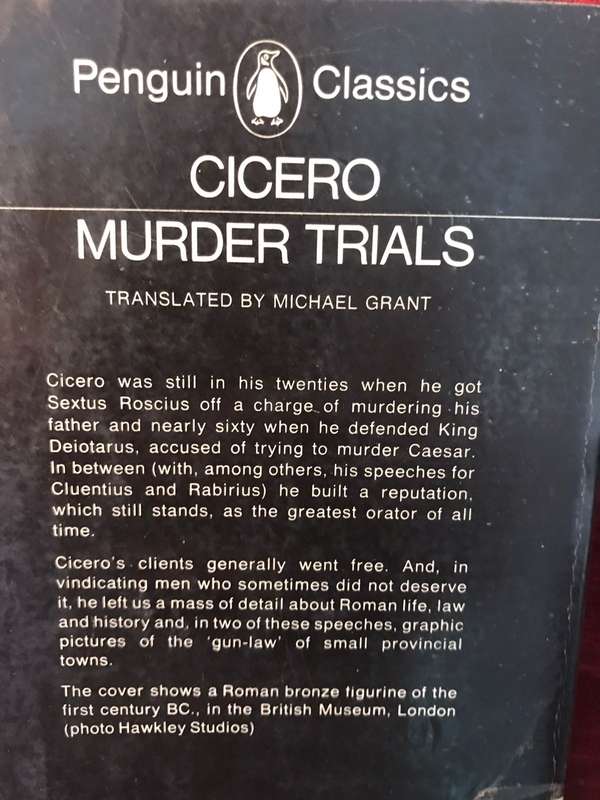 Penguin Classics
CICERO
MURDER TRIALS
TRANSLATED BY MICHAEL GRANT
Cicero was still in his twenties when he got
Sextus Roscius off a charge of murdering his
father and nearly sixty when he defended King
Deiotarus, accused of trying to murder Caesar.
In between (with, among others, his speeches for
Cluentius and Rabirius) he built a reputation,
which still stands, as the greatest orator of all
time.
Cicero's clients generally went free. And, in
vindicating men who sometimes did not deserve
it, he left us a mass of detail about Roman life, law
and history and, in two of these speeches, graphic
pictures of the 'gun-law' of small provincial
towns.
The cover shows a Roman bronze figurine of the
first century BC., in the British Museum, London
(photo Hawkley Studios)